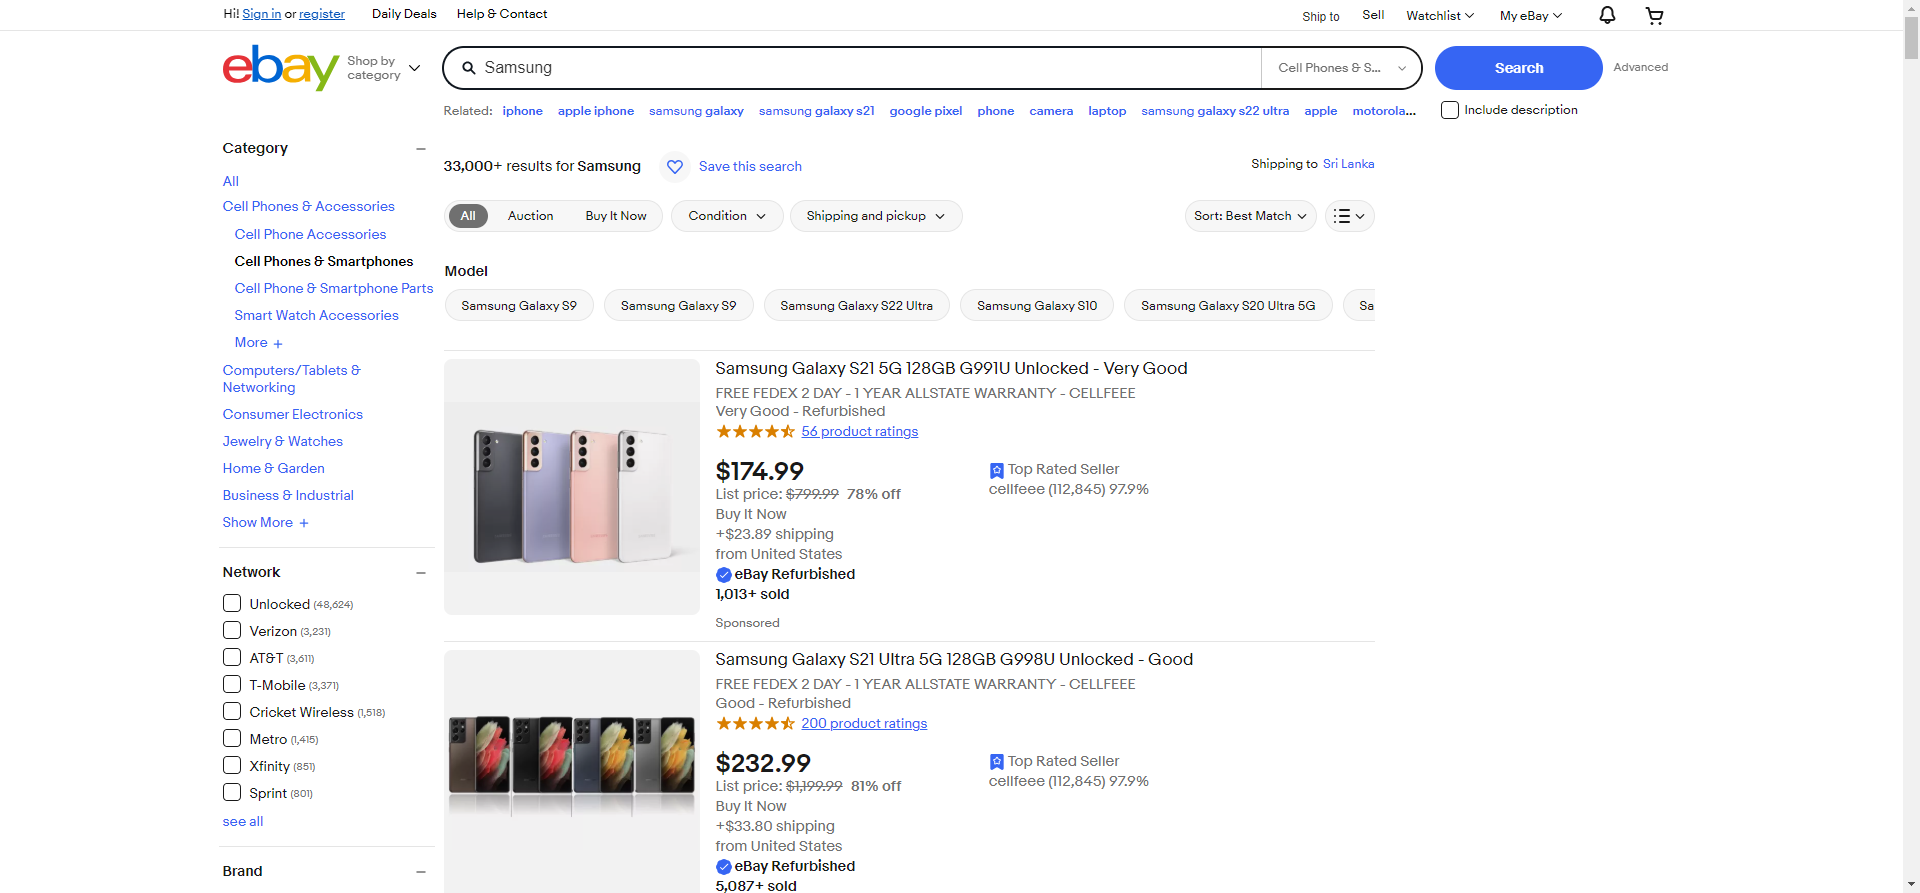 Hi! Sign in or register
Daily Deals
Help & Contact
Ship to
Sell
Watchlist
My eBay
ebay
Shop by
category
Samsung
Cell Phones & S...
Search
Advanced
Related: iphone apple iphone samsung galaxy samsung galaxy s21 google pixel phone camera laptop samsung galaxy s22 ultra apple motorola...
Include description
Category
All
Cell Phones & Accessories
Cell Phone Accessories
Cell Phones & Smartphones
Cell Phone & Smartphone Parts
Smart Watch Accessories
More +
Computers/Tablets &
Networking
Consumer Electronics
Jewelry & Watches
Home & Garden
Business & Industrial
Show More +
Network
Unlocked (48,624)
Verizon (3,231)
AT&T (3,611)
T-Mobile (3,371)
Cricket Wireless (1,518)
Metro (1,415)
Xfinity (851)
Sprint (801)
see all
Brand
33,000+ results for Samsung
Save this search
Shipping to Sri Lanka
All
Auction
Buy It Now
Condition
Shipping and pickup
Sort: Best Match
Model
Samsung Galaxy S9
Samsung Galaxy S9
Samsung Galaxy S22 Ultra
Samsung Galaxy S10
Samsung Galaxy S20 Ultra 5G
Sa
Samsung Galaxy S21 5G 128GB G991U Unlocked - Very Good
FREE FEDEX 2 DAY - 1 YEAR ALLSTATE WARRANTY - CELLFEEE
Very Good - Refurbished
56 product ratings
$174.99
List price: $799.99 78% off
Buy It Now
+$23.89 shipping
from United States
eBay Refurbished
1,013+ sold
Sponsored
Top Rated Seller
cellfeee (112,845) 97.9%
Samsung Galaxy S21 Ultra 5G 128GB G998U Unlocked - Good
FREE FEDEX 2 DAY - 1 YEAR ALLSTATE WARRANTY - CELLFEEE
Good - Refurbished
200 product ratings
$232.99
List price: $1,199.99 81% off
Buy It Now
+$33.80 shipping
from United States
eBay Refurbished
5,087+ sold
Top Rated Seller
cellfeee (112,845) 97.9%